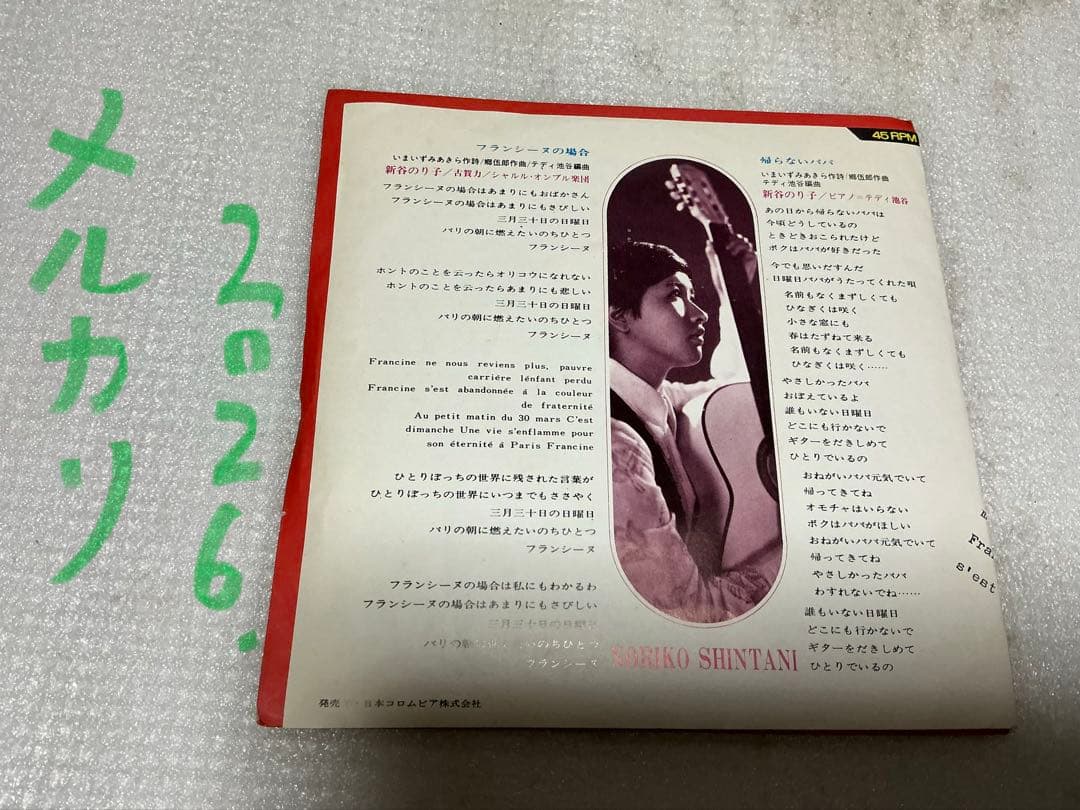 メルカリ
2n26.
45 RPM
フランシーヌの場合
いまいずみあきら作詩/郷伍郎作曲/テディ池谷編曲
新谷のり子/古賀力/シャルル・オンブル楽団
フランシーヌの場合はあまりにもおばかさん
フランシーヌの場合はあまりにもさびしい
三月三十日の日曜日
パリの朝に燃えたいのちひとつ
フランシーヌ
ホントのことを云ったらオリコウになれない
ホントのことを云ったらあまりにも悲しい
三月三十日の日曜日
パリの朝に燃えたいのちひとつ
フランシーヌ
Francine ne nous reviens plus, pauvre
carriére lénfant perdu
Francine s'est abandonnée á la couleur
de fraternité
Au petit matin du 30 mars C'est
dimanche Une vie s'enflamme pour
son éternité á Paris Francine
ひとりぼっちの世界に残された言葉が
ひとりぼっちの世界にいつまでもささやく
三月三十日の日曜日
パリの朝に燃えたいのちひとつ
フランシーヌ
フランシーヌの場合は私にもわかるわ
フランシーヌの場合はあまりにもさびしい
三月三十日の日曜
パリの朝に燃えたいのちひとつ
フランシーヌ
発売 日本コロムビア株式会社
NORIKO SHINTANI
帰らないパパ
いまいずみあきら作詩/郷伍郎作曲
テディ池谷編曲
新谷のり子/ピアノ=テディ池谷
あの日から帰らないパパは
今頃どうしているの
ときどきおこられたけど
ボクはパパが好きだった
今でも思いだすんだ
日曜日パパがうたってくれた唄
名前もなくまずしくても
ひなぎくは咲く
小さな窓にも
春はたずねて来る
名前もなくまずしくても
ひなぎくは咲く……
やさしかったパパ
おぼえているよ
誰もいない日曜日
どこにも行かないで
ギターをだきしめて
ひとりでいるの
おねがいパパ元気でいて
帰ってきてね
オモチャはいらない
ボクはパパがほしい
おねがいパパ元気でいて
帰ってきてね
やさしかったパパ
わすれないでね……
誰もいない日曜日
どこにも行かないで
ギターをだきしめて
ひとりでいるの
s'est